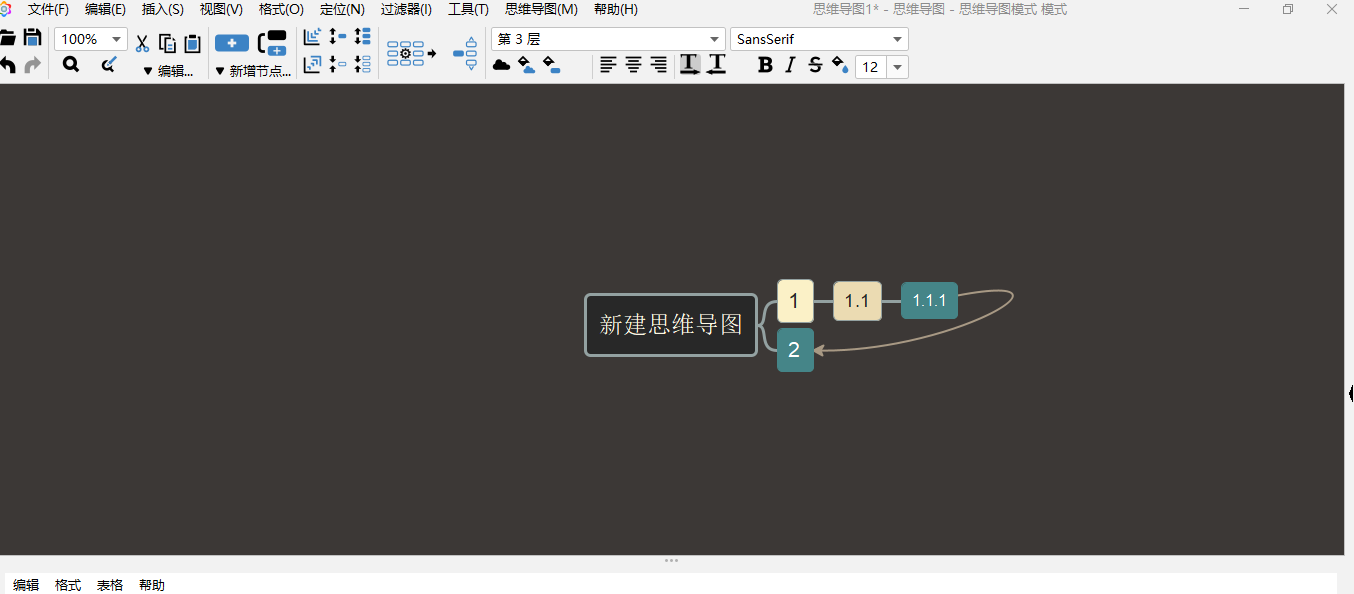 文件(F) 编辑(E) 插入(S) 视图(V) 格式(O) 定位(N) 过滤器(I) 工具(T) 思维导图(M) 帮助(H) 思维导图1* - 思维导图 - 思维导图模式 模式
100% 第 3 层 SansSerif
编辑... 新增节点... T T B I S 12
新建思维导图
1 1.1 1.1.1
2
编辑 格式 表格 帮助